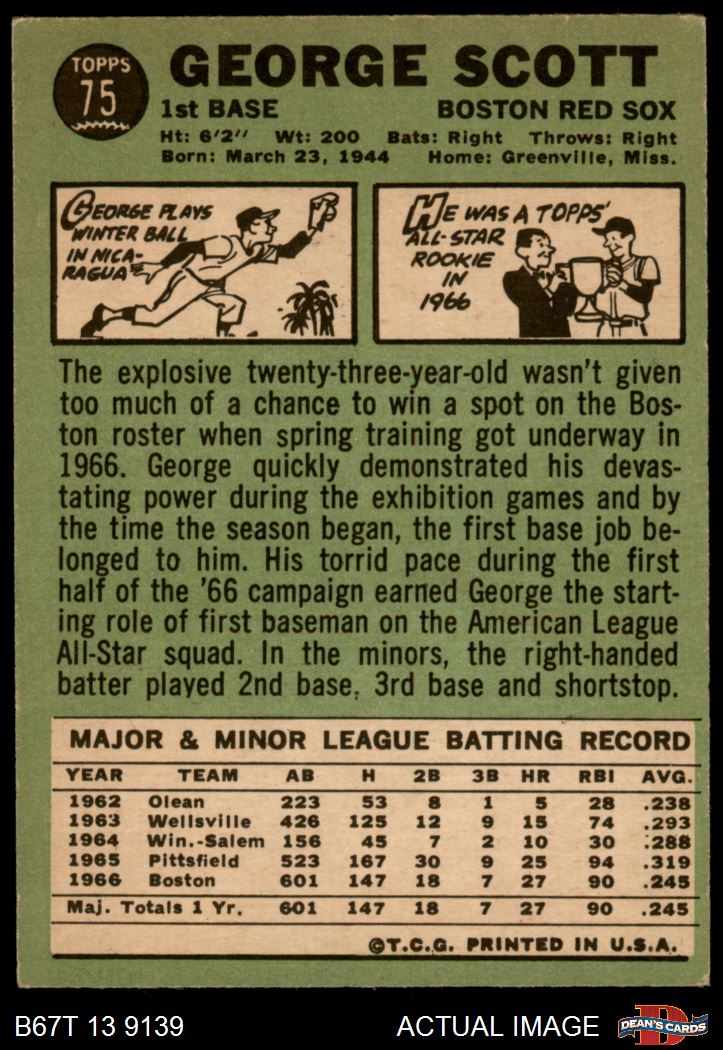 TOPPS
75
GEORGE SCOTT
1st BASE BOSTON RED SOX
Ht: 6'2" Wt: 200 Bats: Right Throws: Right
Born: March 23, 1944 Home: Greenville, Miss.
GEORGE PLAYS
WINTER BALL
IN NICA-
RAGUA
HE WAS A TOPPS'
ALL-STAR
ROOKIE
IN
1966
The explosive twenty-three-year-old wasn't given
too much of a chance to win a spot on the Bos-
ton roster when spring training got underway in
1966. George quickly demonstrated his devas-
tating power during the exhibition games and by
the time the season began, the first base job be-
longed to him. His torrid pace during the first
half of the '66 campaign earned George the start-
ing role of first baseman on the American League
All-Star squad. In the minors, the right-handed
batter played 2nd base, 3rd base and shortstop.
MAJOR & MINOR LEAGUE BATTING RECORD
YEAR TEAM AB H 2B 3B HR RBI AVG.
1962 Olean 223 53 8 1 5 28 .238
1963 Wellsville 426 125 12 9 15 74 .293
1964 Win.-Salem 156 45 7 2 10 30 .288
1965 Pittsfield 523 167 30 9 25 94 .319
1966 Boston 601 147 18 7 27 90 .245
Maj. Totals 1 Yr. 601 147 18 7 27 90 .245
©T.C.G. PRINTED IN U.S.A.
B67T 13 9139 ACTUAL IMAGE
D
DEAN'S CARDS